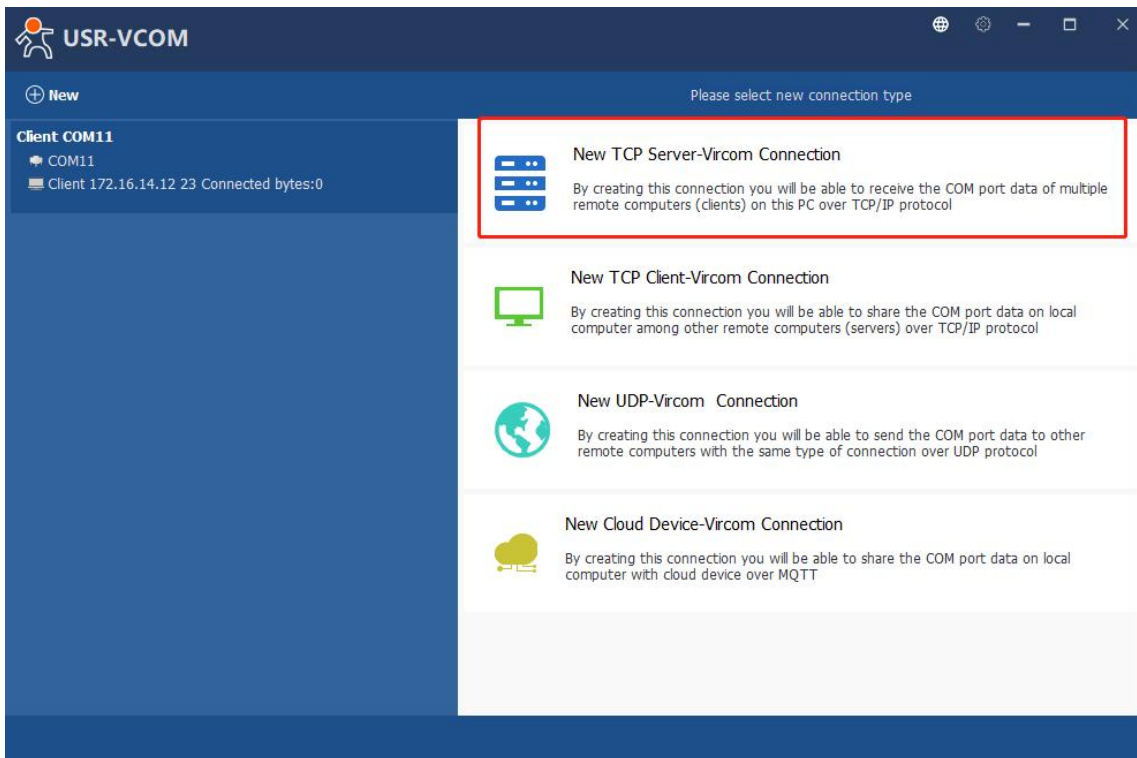 USR-VCOM
New
Please select new connection type
Client COM11
COM11
Client 172.16.14.12 23 Connected bytes:0
New TCP Server-Vircom Connection
By creating this connection you will be able to receive the COM port data of multiple
remote computers (clients) on this PC over TCP/IP protocol
New TCP Client-Vircom Connection
By creating this connection you will be able to share the COM port data on local
computer among other remote computers (servers) over TCP/IP protocol
New UDP-Vircom Connection
By creating this connection you will be able to send the COM port data to other
remote computers with the same type of connection over UDP protocol
New Cloud Device-Vircom Connection
By creating this connection you will be able to share the COM port data on local
computer with cloud device over MQTT